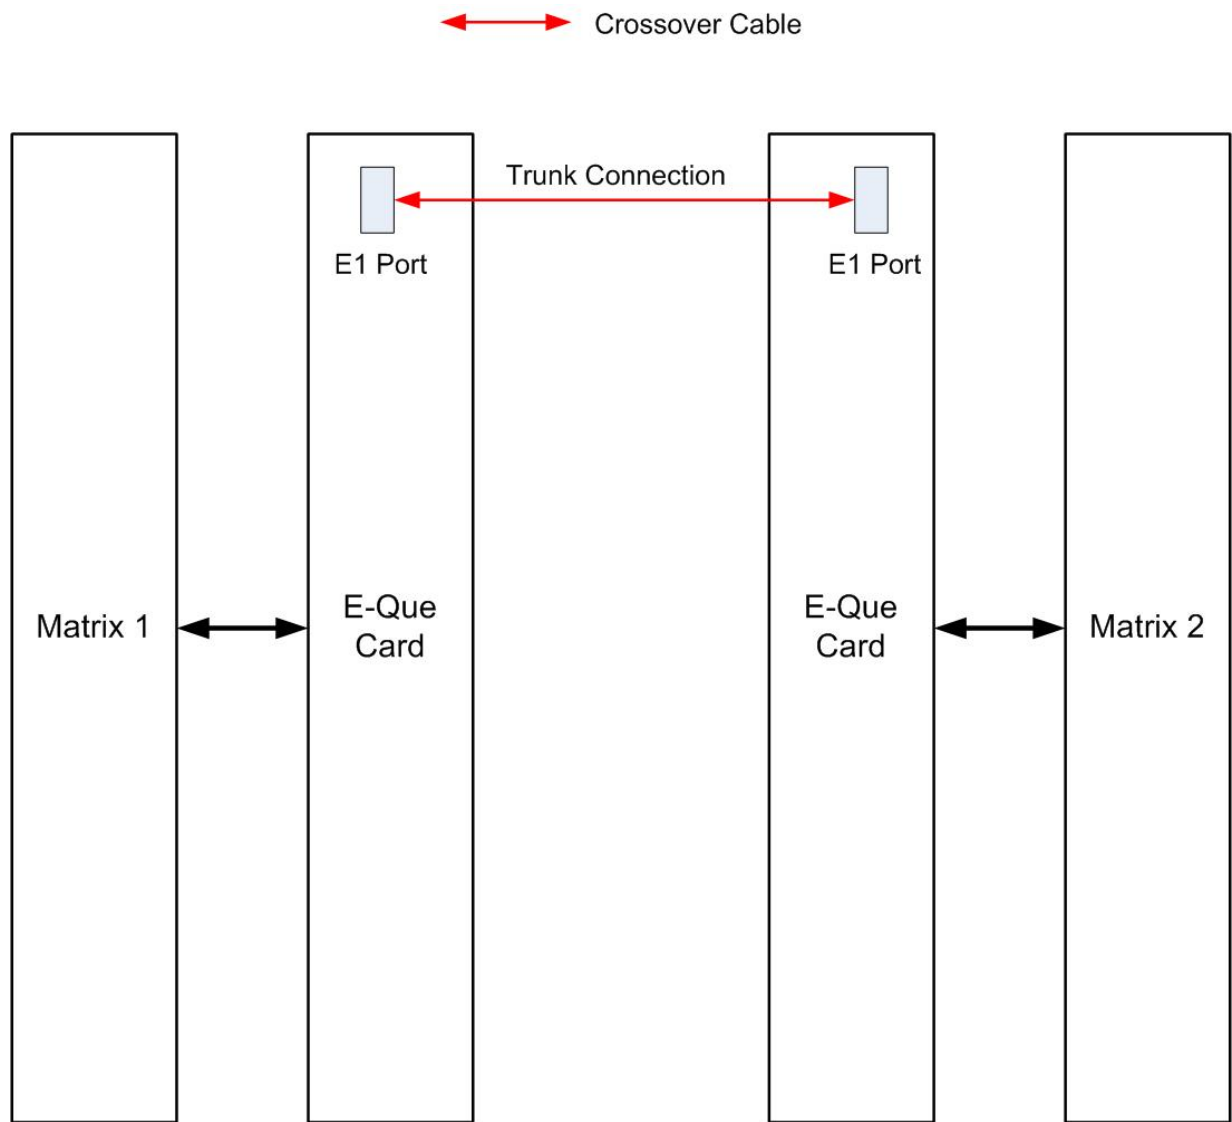 Crossover Cable
Trunk Connection
E1 Port
E1 Port
Matrix 1
E-Que
Card
E-Que
Card
Matrix 2